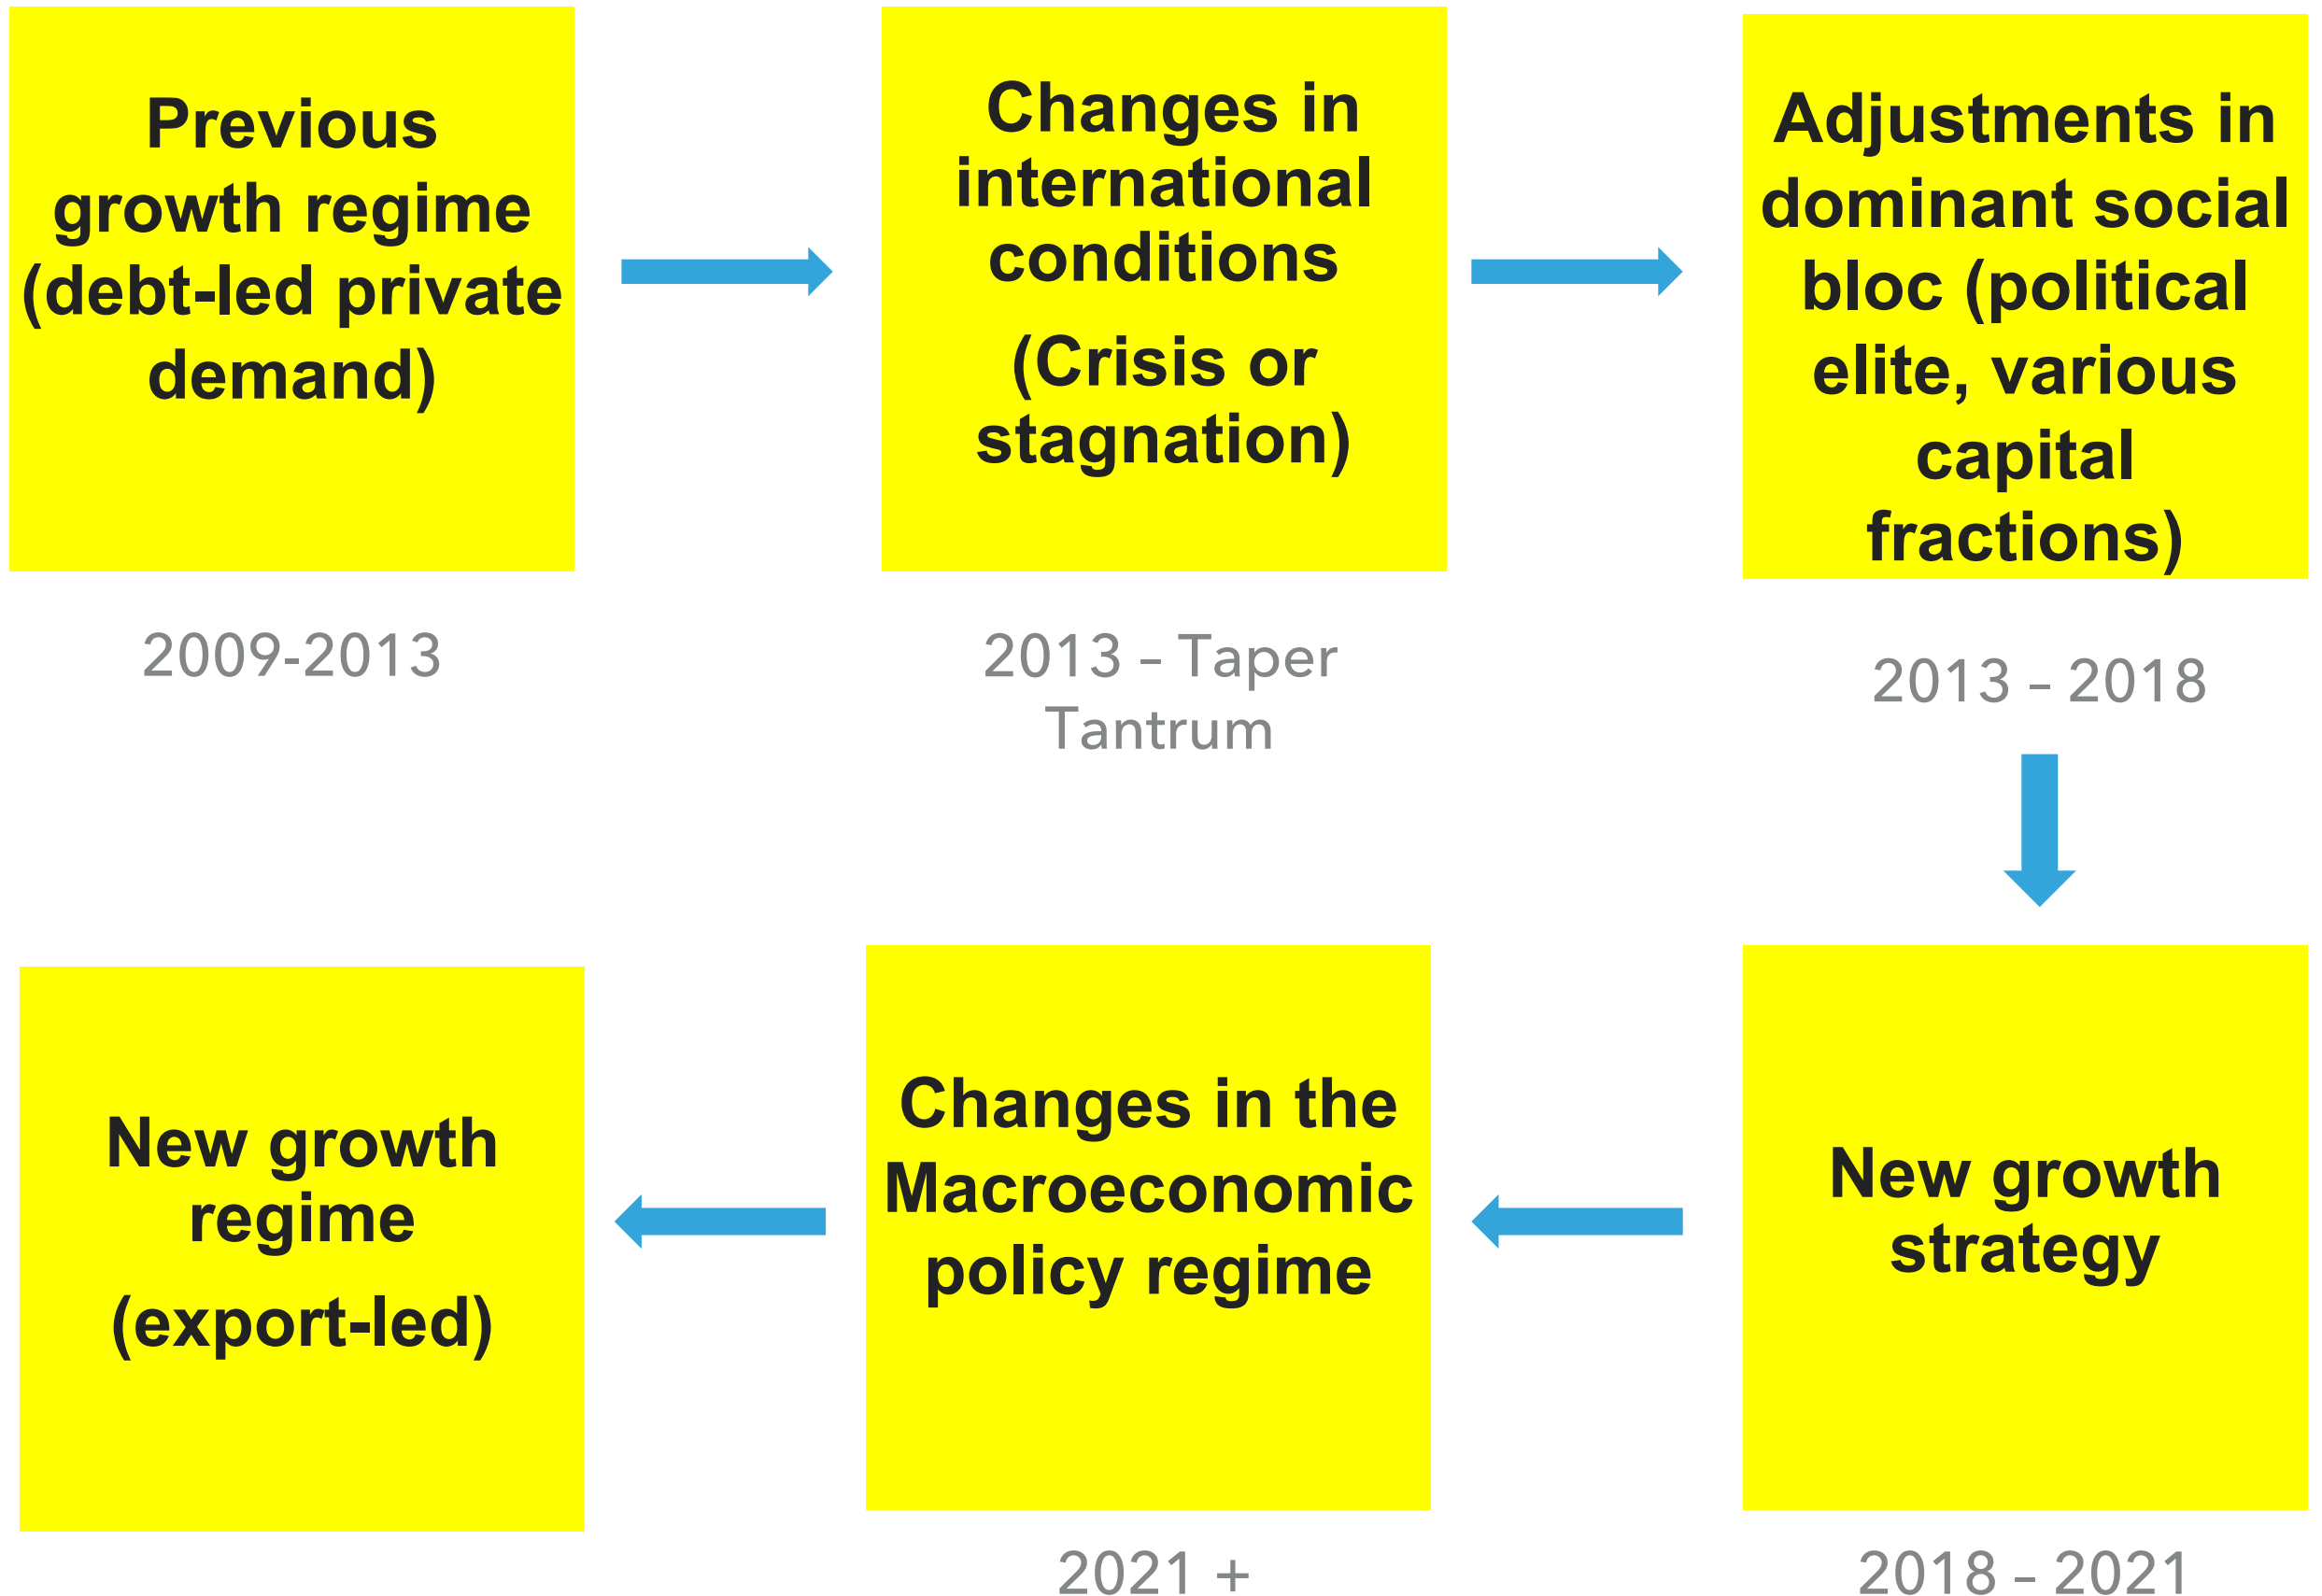 Previous
growth regime
(debt-led private
demand)
2009-2013
Changes in
international
conditions
(Crisis or
stagnation)
2013 – Taper
Tantrum
Adjustments in
dominant social
bloc (political
elite, various
capital
fractions)
2013 – 2018
New growth
strategy
2018 – 2021
Changes in the
Macroeconomic
policy regime
2021 +
New growth
regime
(export-led)